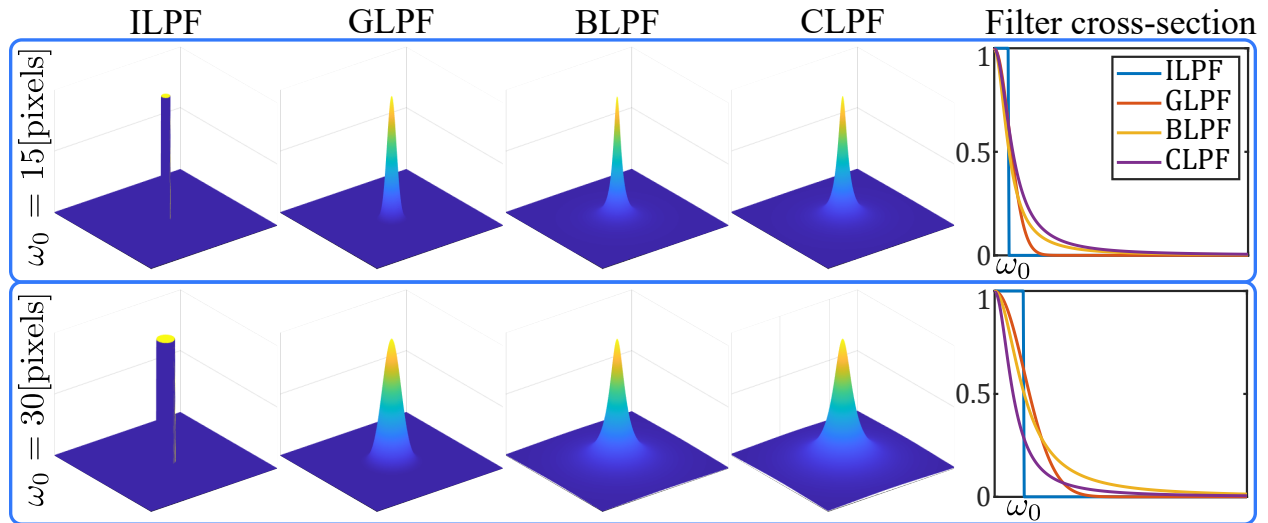 ILPF GLPF BLPF CLPF Filter cross-section
ω₀ = 15[pixels]
1
0.5
0
ω₀
ILPF
GLPF
BLPF
CLPF
ω₀ = 30[pixels]
1
0.5
0
ω₀